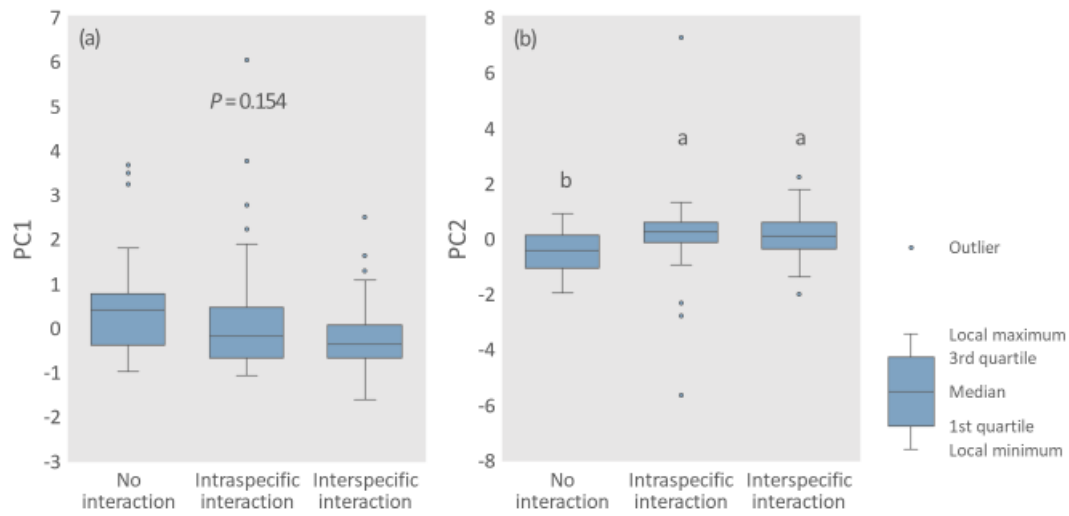 7
6
5
4
3
2
1
0
-1
-2
-3
PC1
(a)
P = 0.154
No interaction
Intraspecific interaction
Interspecific interaction
8
6
4
2
0
-2
-4
-6
-8
PC2
(b)
b
a
a
No interaction
Intraspecific interaction
Interspecific interaction
Outlier
Local maximum
3rd quartile
Median
1st quartile
Local minimum